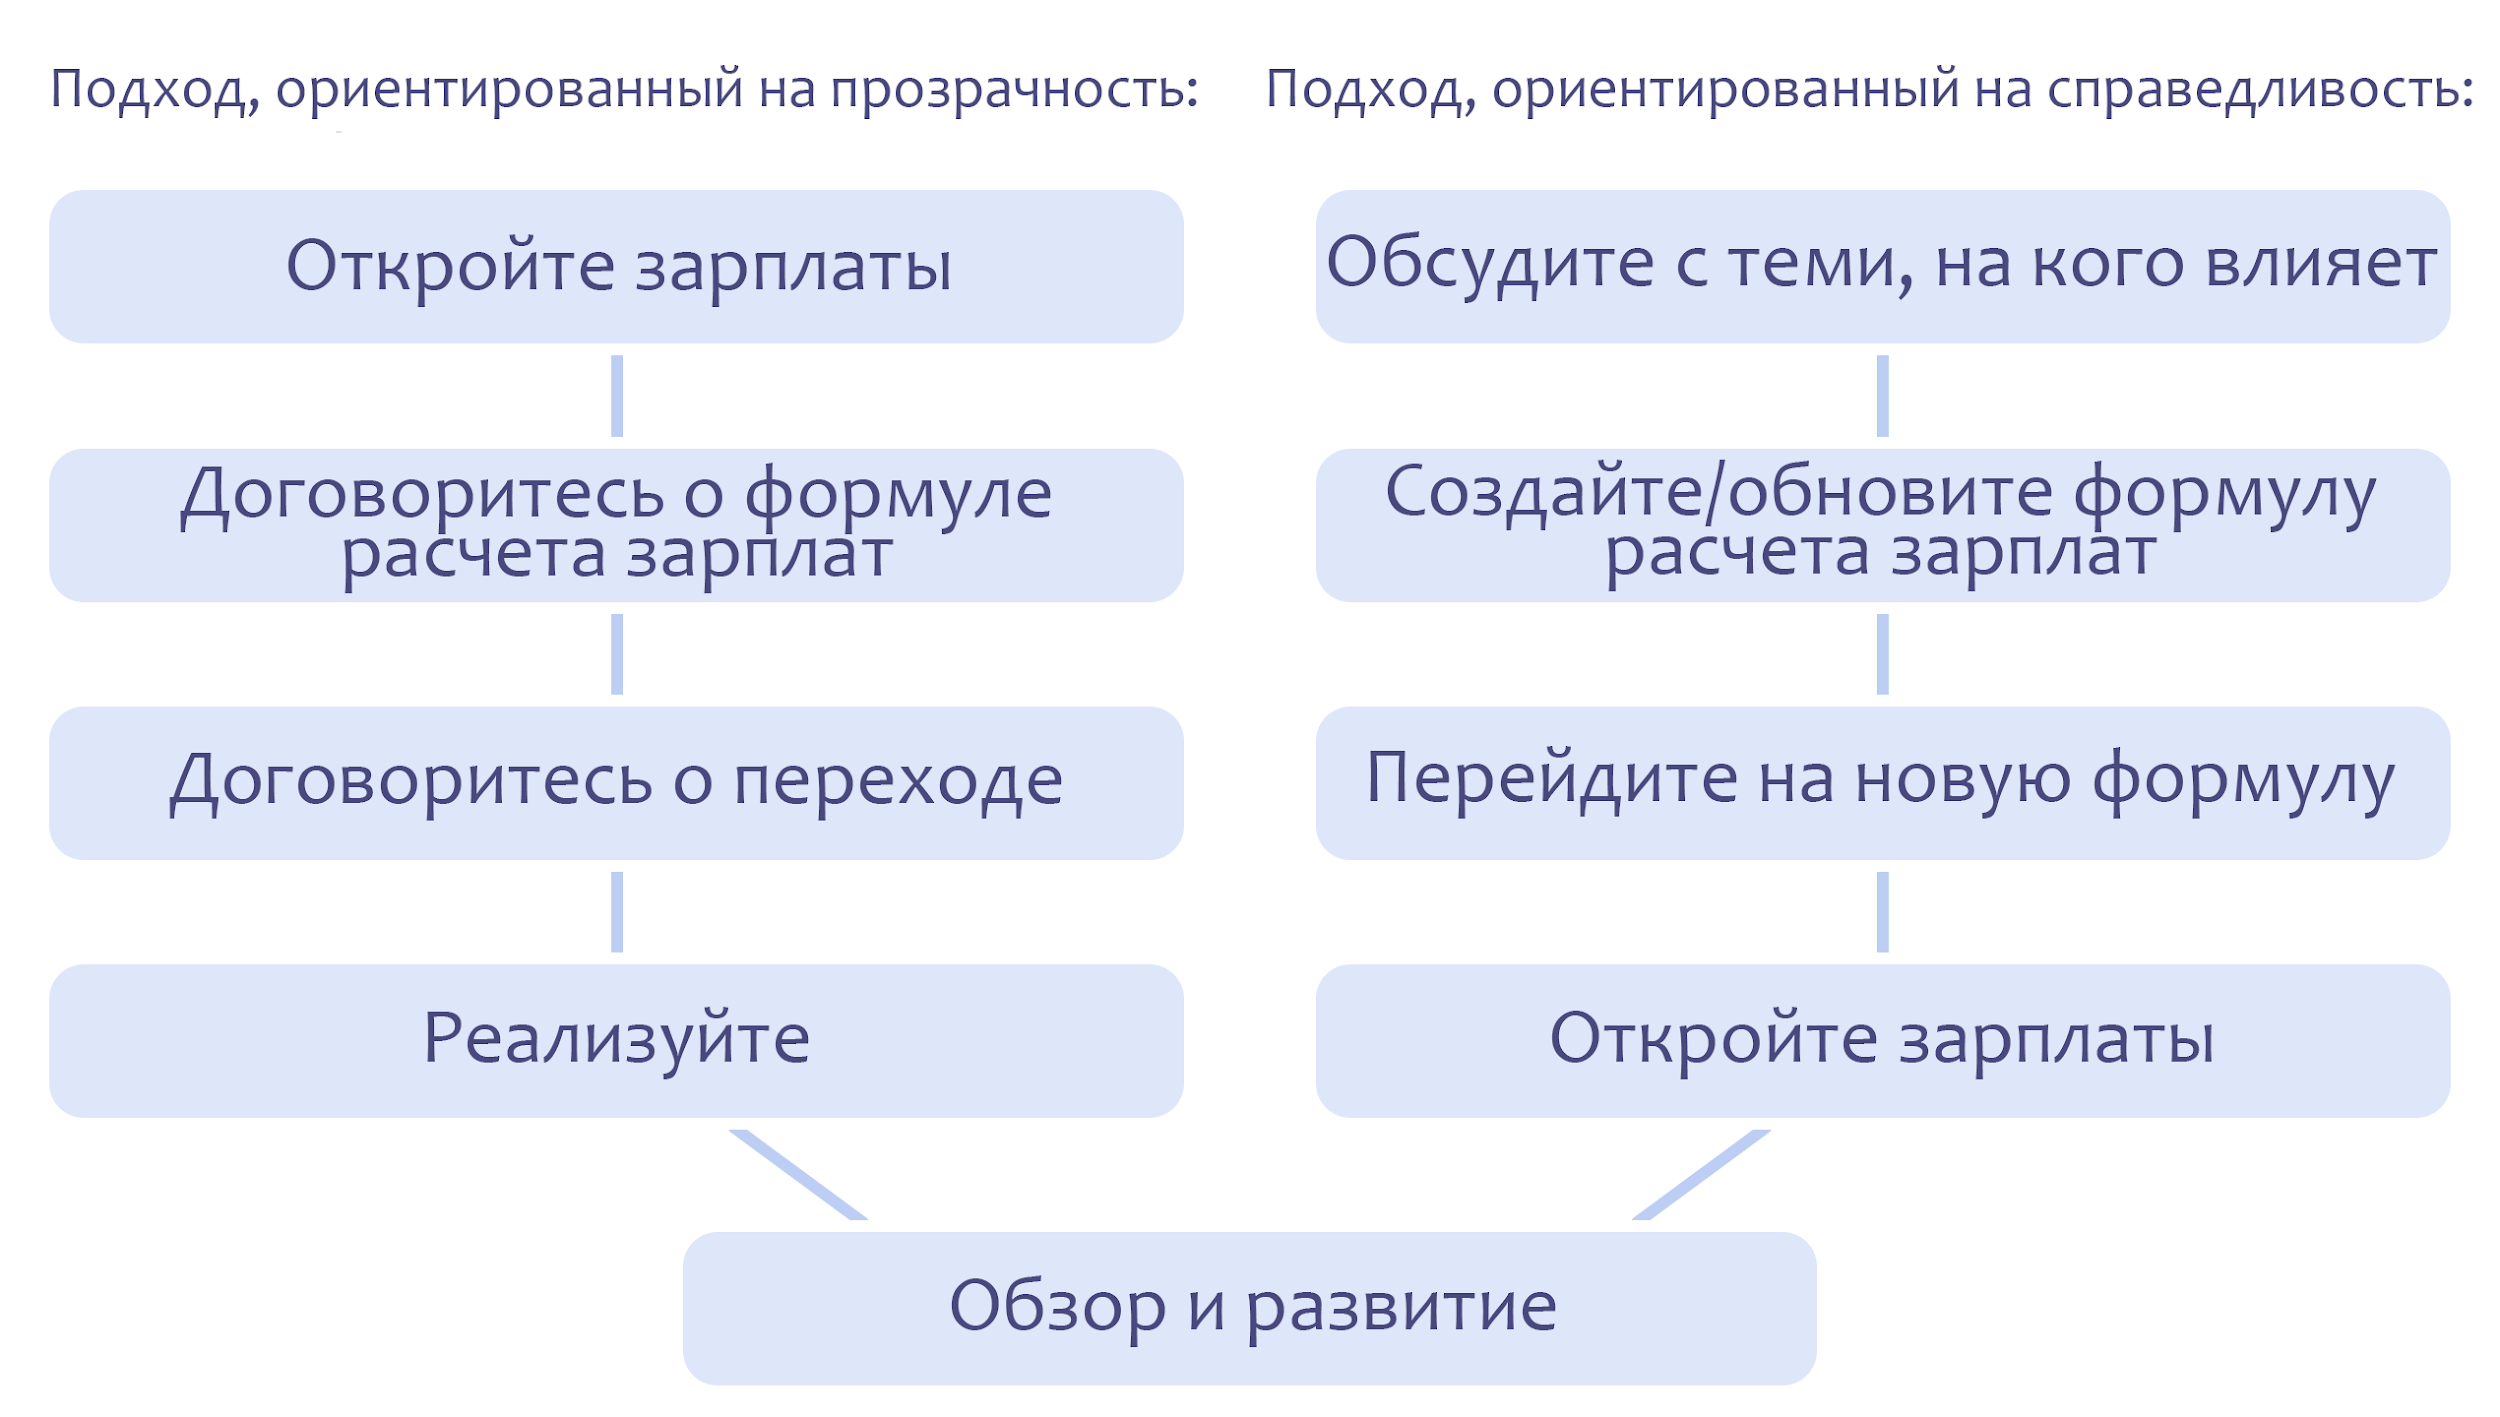 Подход, ориентированный на прозрачность:
Откройте зарплаты
Договоритесь о формуле
расчета зарплат
Договоритесь о переходе
Реализуйте
Подход, ориентированный на справедливость:
Обсудите с теми, на кого влияет
Создайте/обновите формулу
расчета зарплат
Перейдите на новую формулу
Откройте зарплаты
Обзор и развитие